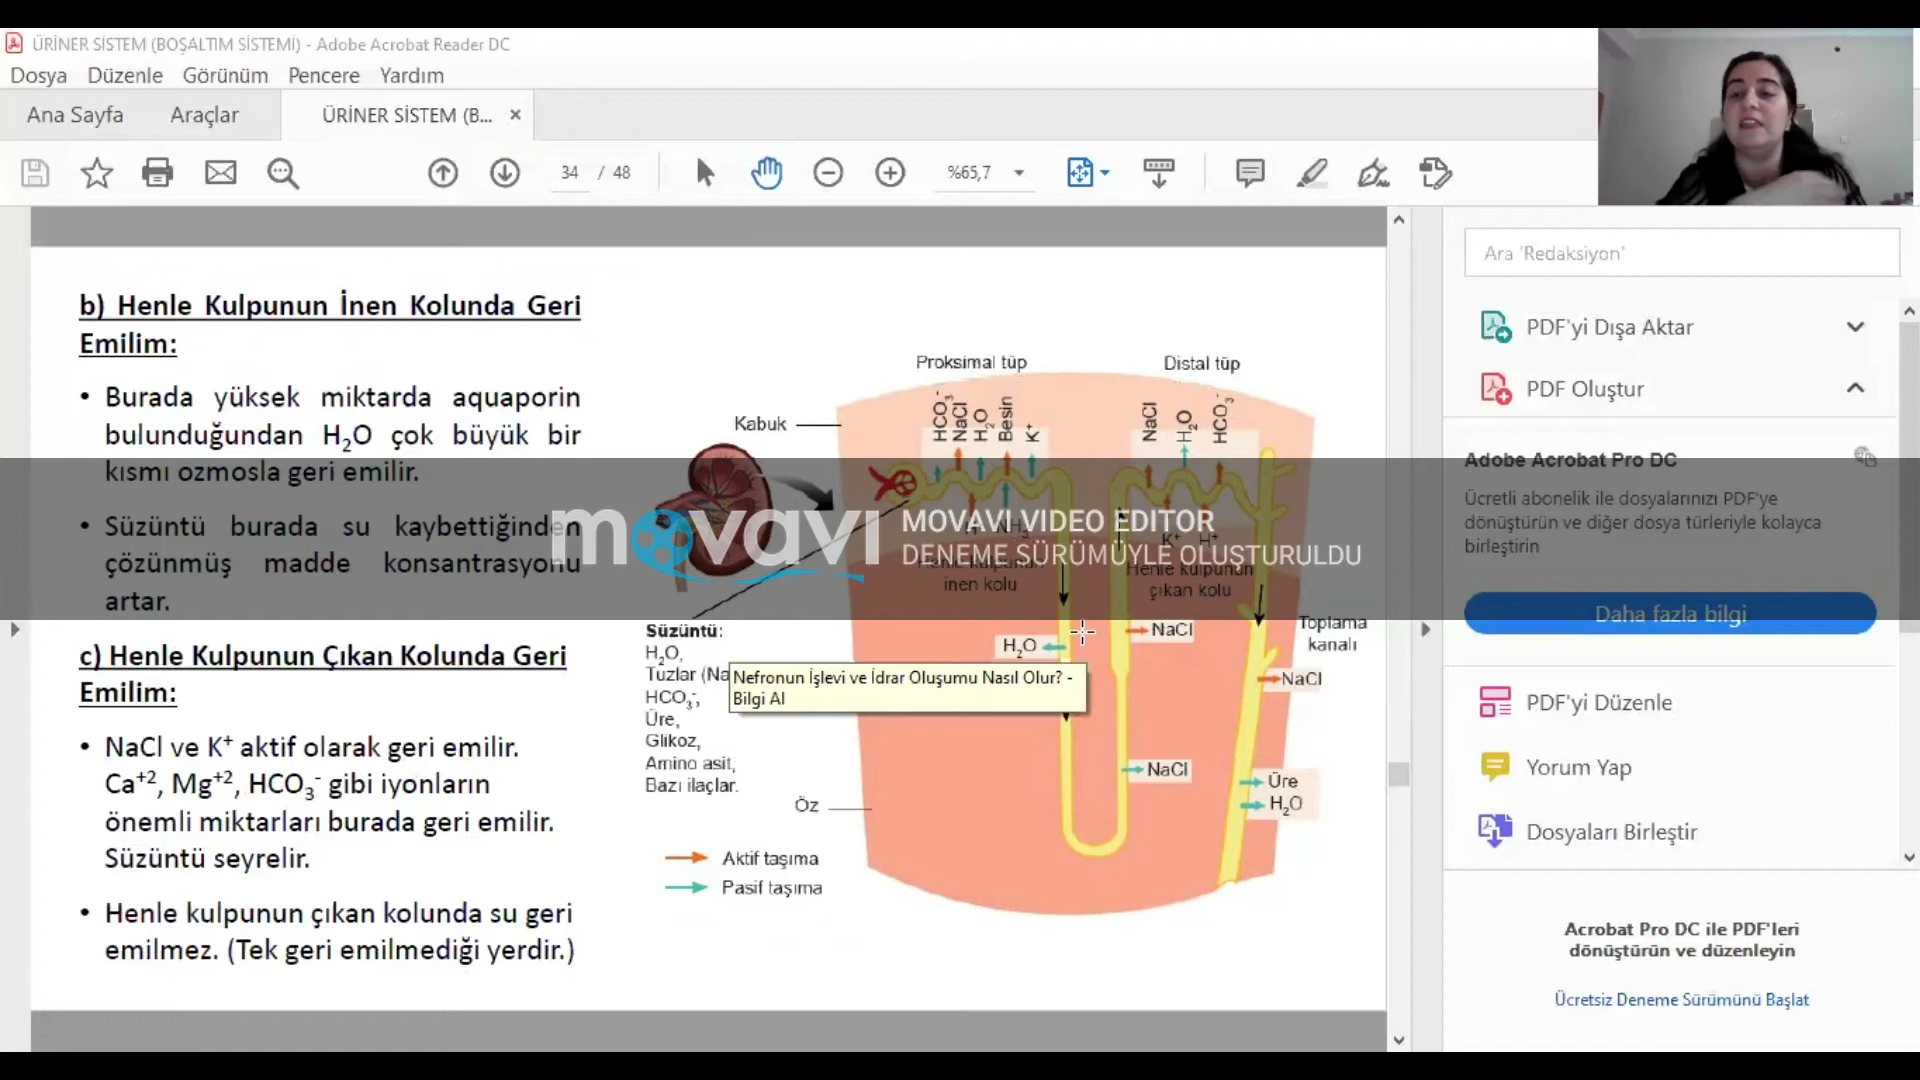 ÜRİNER SİSTEM (BOŞALTIM SİSTEMİ) - Adobe Acrobat Reader DC
Dosya Düzenle Görünüm Pencere Yardım
Ana Sayfa Araçlar ÜRİNER SİSTEM (B... ×
34 / 48 %65,7
b) Henle Kulpunun İnen Kolunda Geri
Emilim:
• Burada yüksek miktarda aquaporin
bulunduğundan H₂O çok büyük bir
kısmı ozmosla geri emilir.
• Süzüntü burada su kaybettiğinden
çözünmüş madde konsantrasyonu
artar.
c) Henle Kulpunun Çıkan Kolunda Geri
Emilim:
• NaCl ve K⁺ aktif olarak geri emilir.
Ca⁺², Mg⁺², HCO₃⁻ gibi iyonların
önemli miktarları burada geri emilir.
Süzüntü seyrelir.
• Henle kulpunun çıkan kolunda su geri
emilmez. (Tek geri emilmediği yerdir.)
Proksimal tüp
Distal tüp
Kabuk
HCO₃⁻
NaCl
H₂O
Besin
K⁺
NaCl
H₂O
HCO₃⁻
movavi
MOVAVI VIDEO EDITOR
DENEME SÜRÜMÜYLE OLUŞTURULDU
K⁺
H⁺
Henle kulpunun
inen kolu
Henle kulpunun
çıkan kolu
Toplama
kanalı
Süzüntü:
H₂O,
Tuzlar (Na
HCO₃⁻,
Üre,
Glikoz,
Amino asit,
Bazı ilaçlar.
Nefronun İşlevi ve İdrar Oluşumu Nasıl Olur? -
Bilgi Al
H₂O
NaCl
NaCl
NaCl
Üre
H₂O
Öz
Aktif taşıma
Pasif taşıma
Ara 'Redaksiyon'
PDF'yi Dışa Aktar
PDF Oluştur
Adobe Acrobat Pro DC
Ücretli abonelik ile dosyalarınızı PDF'ye
dönüştürün ve diğer dosya türleriyle kolayca
birleştirin
Daha fazla bilgi
PDF'yi Düzenle
Yorum Yap
Dosyaları Birleştir
Acrobat Pro DC ile PDF'leri
dönüştürün ve düzenleyin
Ücretsiz Deneme Sürümünü Başlat